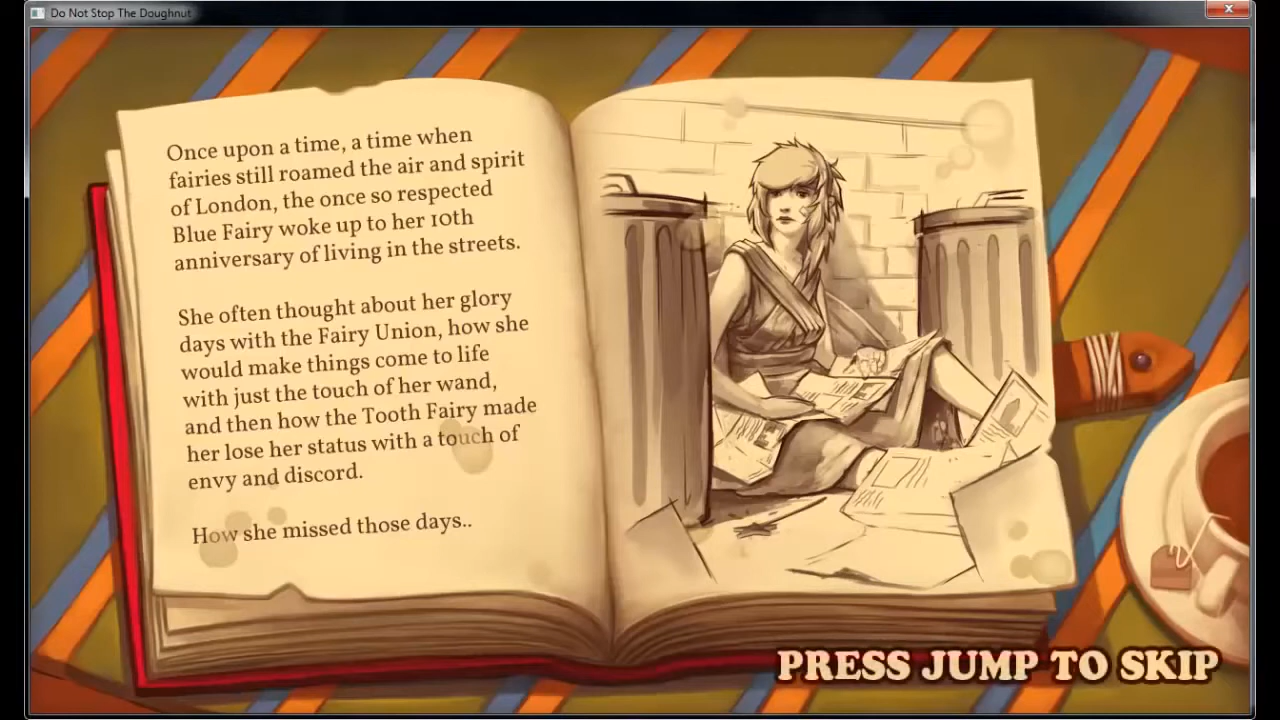 Do Not Stop The Doughnut
Once upon a time, a time when
fairies still roamed the air and spirit
of London, the once so respected
Blue Fairy woke up to her 10th
anniversary of living in the streets.
She often thought about her glory
days with the Fairy Union, how she
would make things come to life
with just the touch of her wand,
and then how the Tooth Fairy made
her lose her status with a touch of
envy and discord.
How she missed those days..
PRESS JUMP TO SKIP